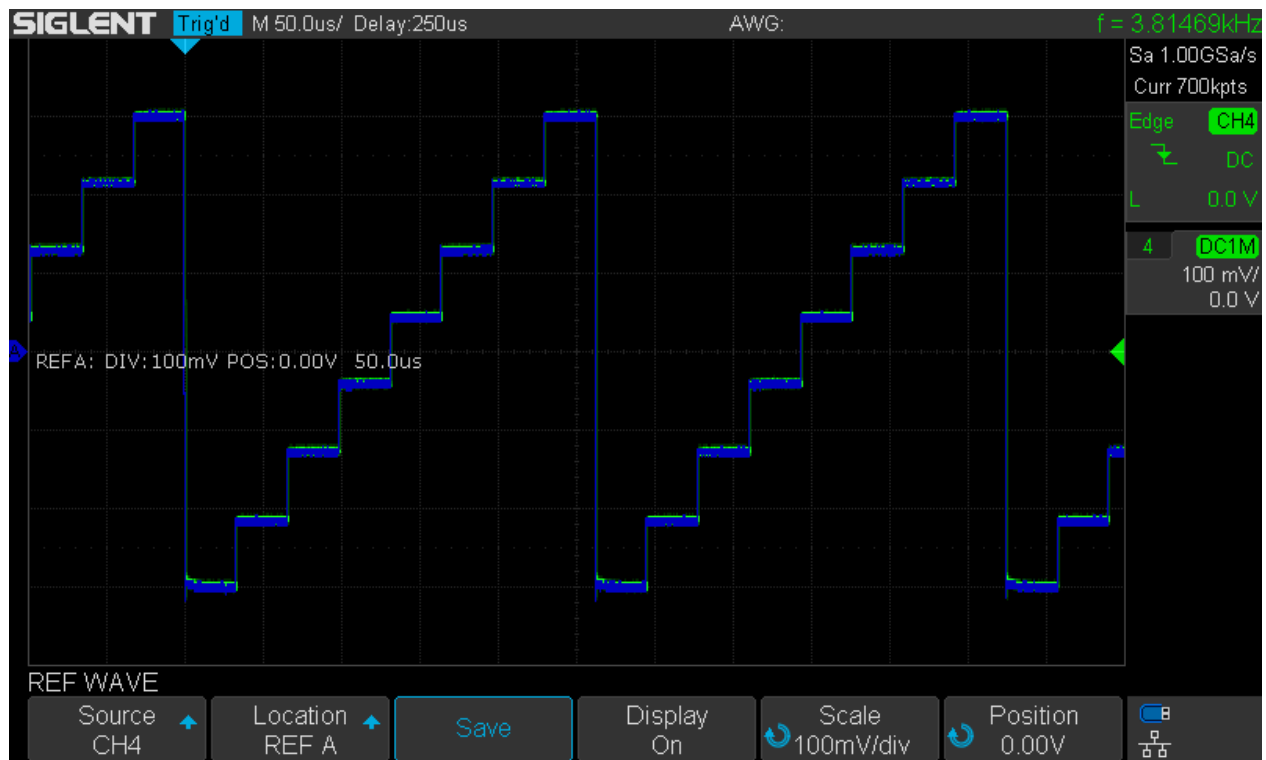 SIGLENT Trig'd M 50.0us/ Delay:250us AWG: f = 3.81469kHz
Sa 1.00GSa/s
Curr 700kpts
Edge CH4
DC
L 0.0 V
4 DC1M
100 mV/
0.0 V
A
REFA: DIV:100mV POS:0.00V 50.0us
REF WAVE
Source
CH4
Location
REF A
Save
Display
On
Scale
100mV/div
Position
0.00V